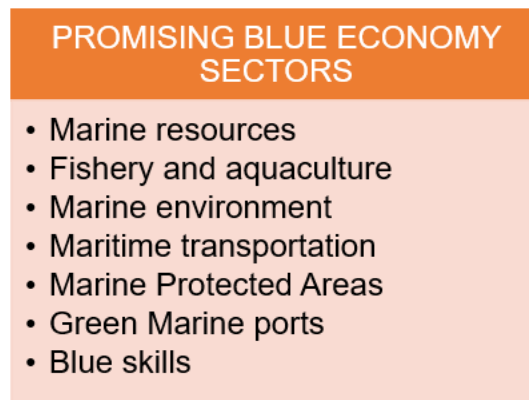 PROMISING BLUE ECONOMY
SECTORS
• Marine resources
• Fishery and aquaculture
• Marine environment
• Maritime transportation
• Marine Protected Areas
• Green Marine ports
• Blue skills